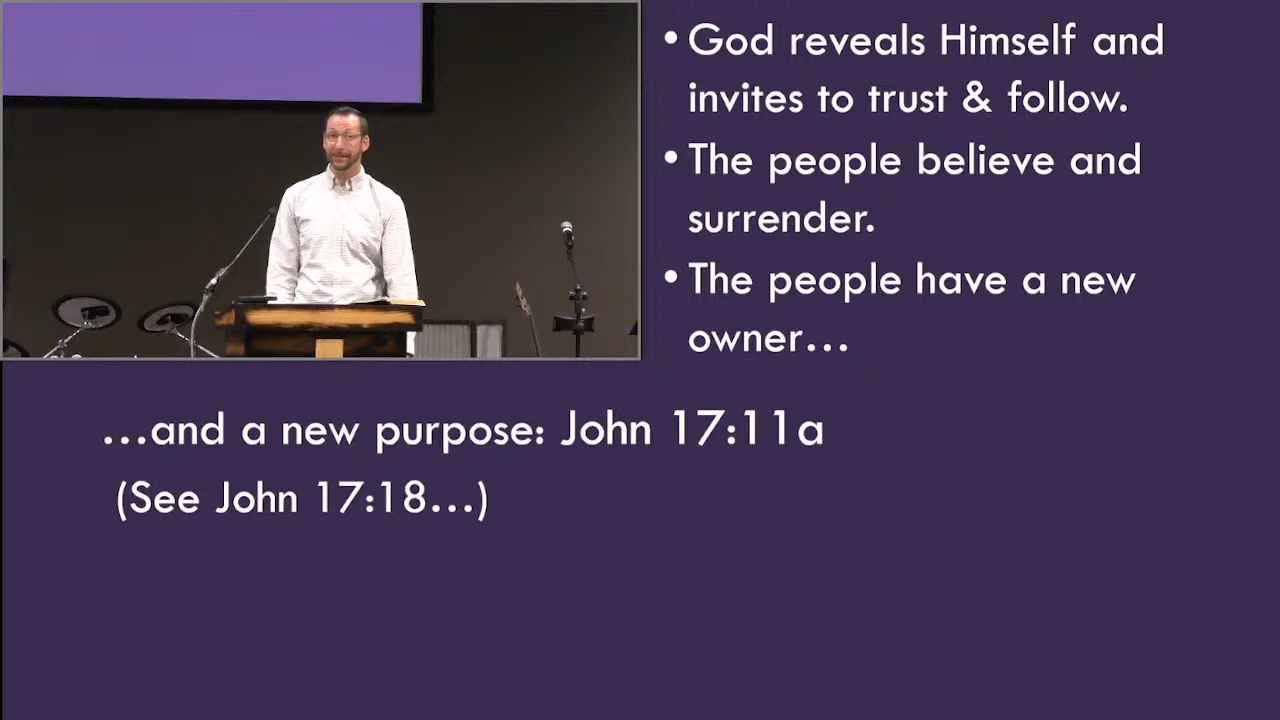 • God reveals Himself and
invites to trust & follow.
• The people believe and
surrender.
• The people have a new
owner…
…and a new purpose: John 17:11a
(See John 17:18…)